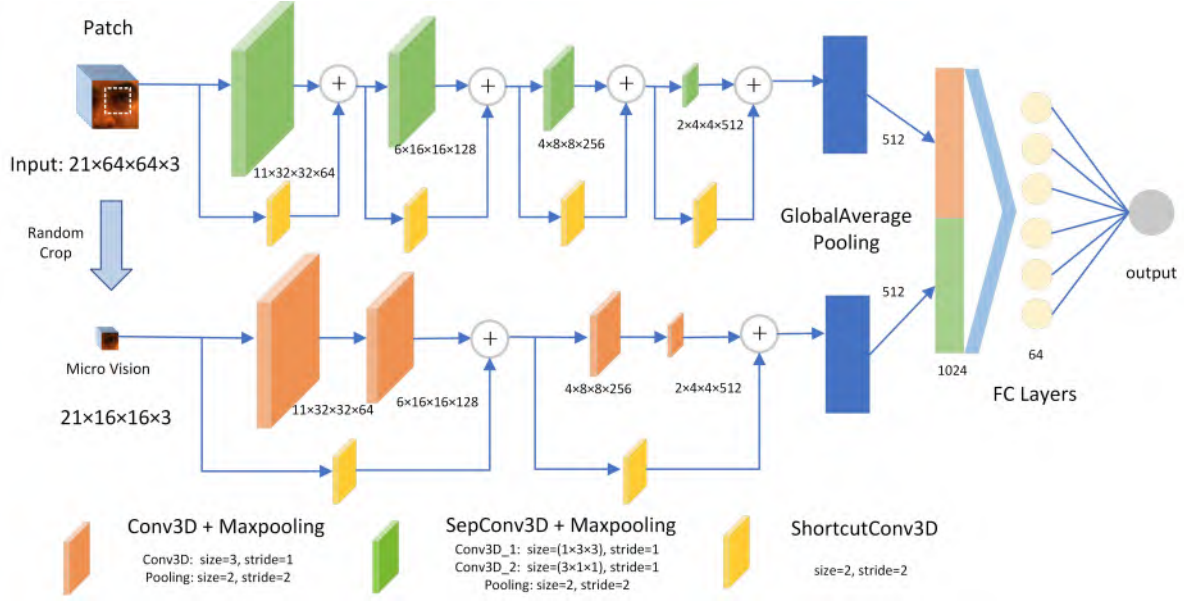 Patch
Input: 21×64×64×3
Random
Crop
Micro Vision
21×16×16×3
11×32×32×64
+
6×16×16×128
+
4×8×8×256
+
2×4×4×512
+
11×32×32×64
6×16×16×128
+
4×8×8×256
2×4×4×512
+
GlobalAverage
Pooling
512
512
1024
64
FC Layers
output
Conv3D + Maxpooling
Conv3D: size=3, stride=1
Pooling: size=2, stride=2
SepConv3D + Maxpooling
Conv3D_1: size=(1×3×3), stride=1
Conv3D_2: size=(3×1×1), stride=1
Pooling: size=2, stride=2
ShortcutConv3D
size=2, stride=2